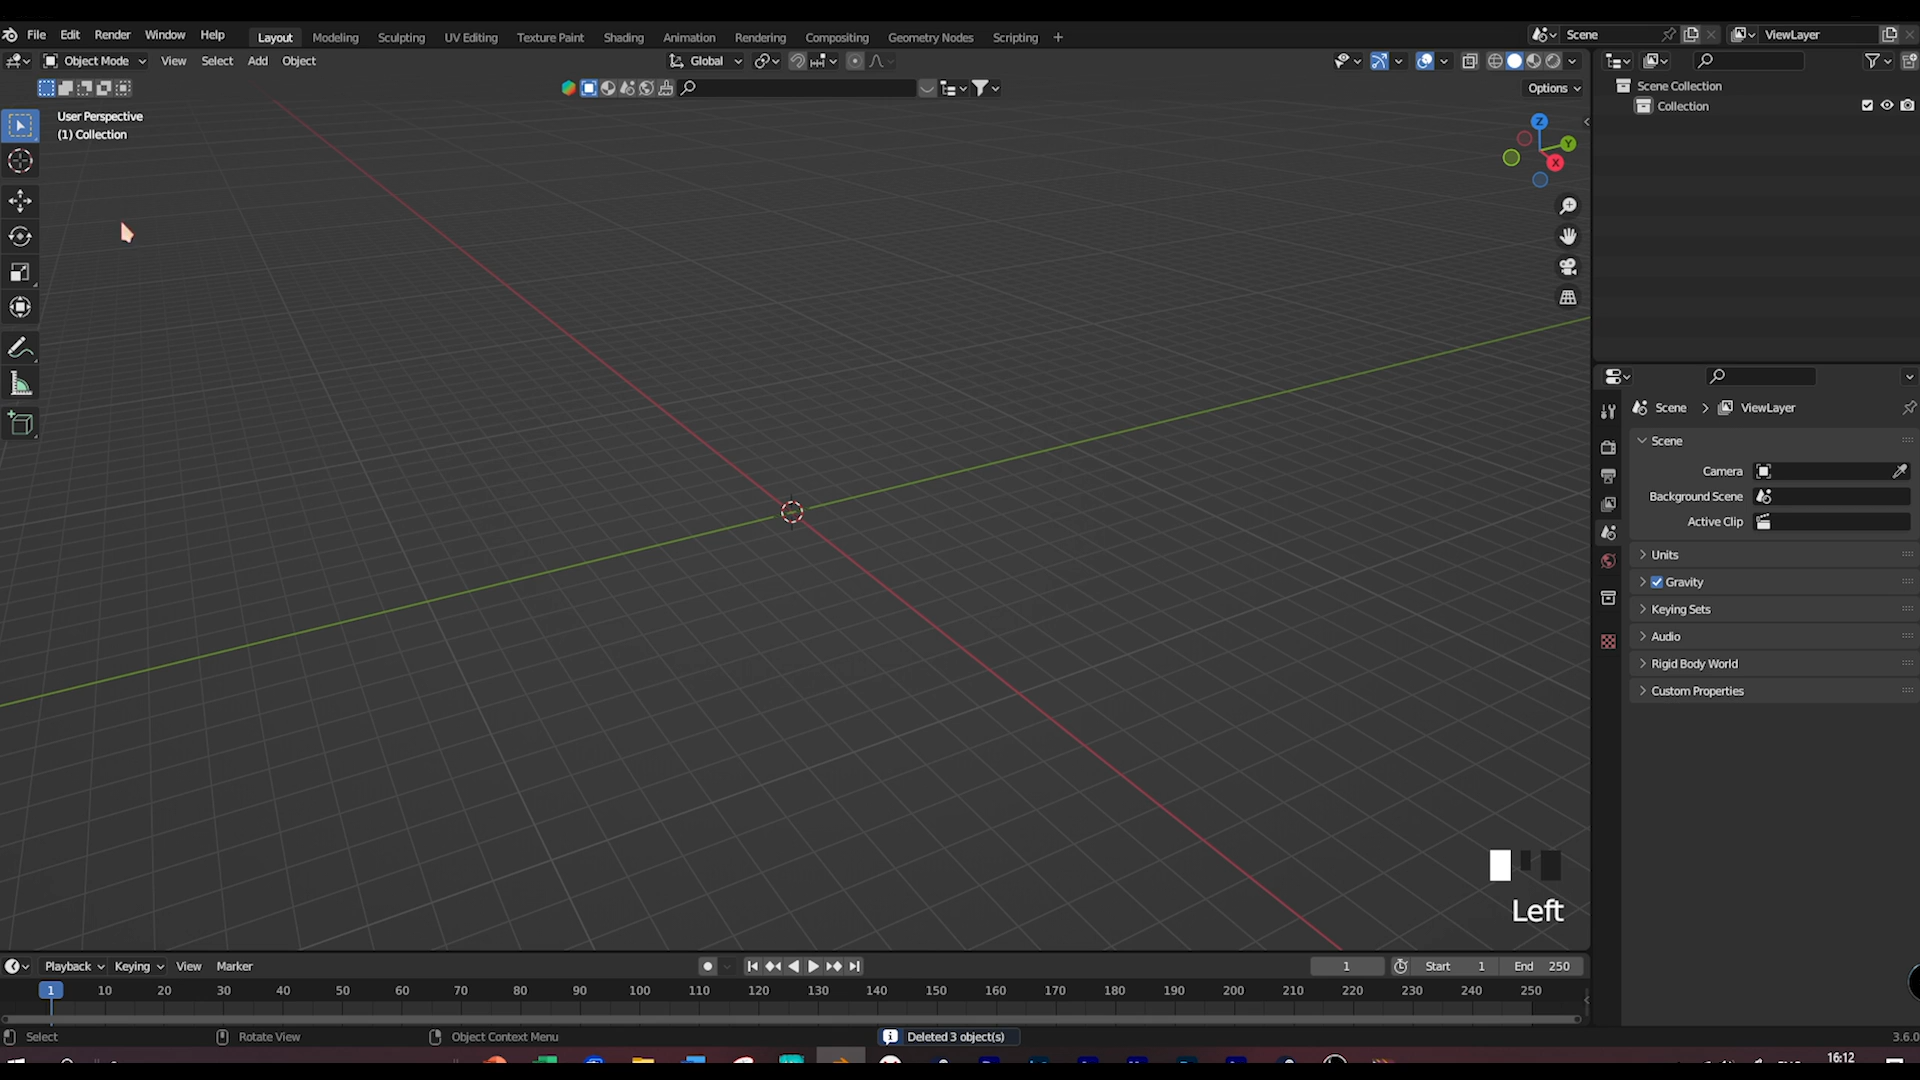 File Edit Render Window Help Layout Modeling Sculpting UV Editing Texture Paint Shading Animation Rendering Compositing Geometry Nodes Scripting + Scene ViewLayer
Object Mode View Select Add Object Global
Options
User Perspective
(1) Collection
Z
Y
X
Scene Collection
Collection
Scene > ViewLayer
Scene
Camera
Background Scene
Active Clip
Units
Gravity
Keying Sets
Audio
Rigid Body World
Custom Properties
Left
Playback Keying View Marker 1 Start 1 End 250
1 10 20 30 40 50 60 70 80 90 100 110 120 130 140 150 160 170 180 190 200 210 220 230 240 250
Select Rotate View Object Context Menu Deleted 3 object(s) 3.6.0
16:12